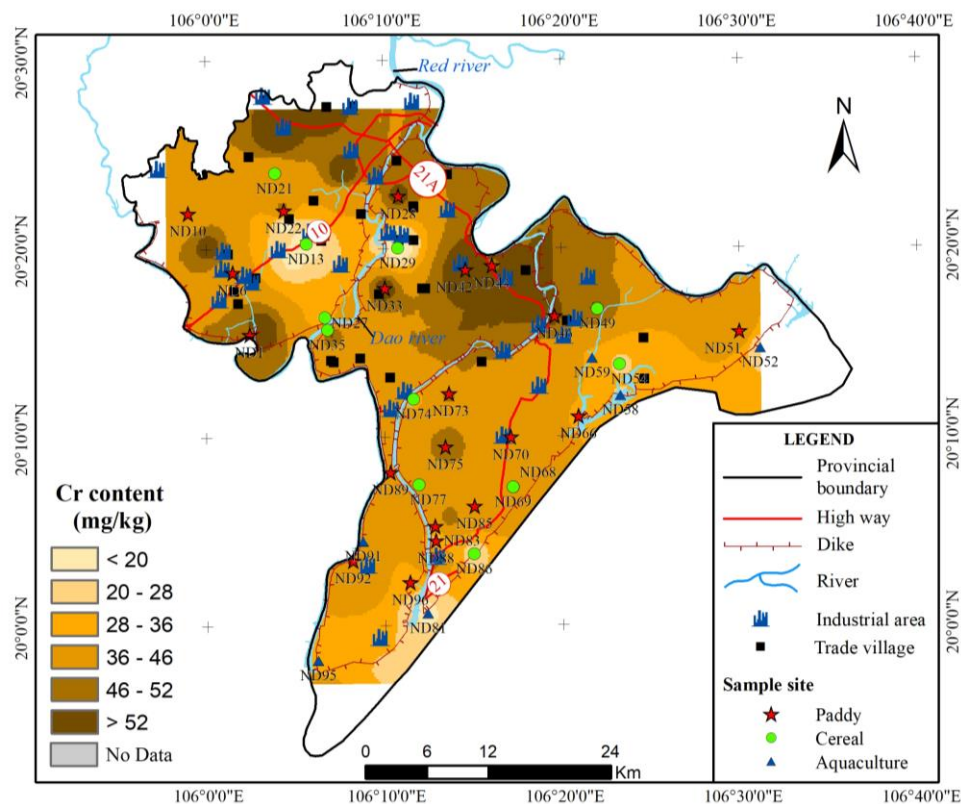 106°0'0"E 106°10'0"E 106°20'0"E 106°30'0"E 106°40'0"E
20°30'0"N
20°30'0"N
Red river
N
21A
ND21
ND28
ND10
ND22
10
20°20'0"N
20°20'0"N
ND13
ND29
ND42
ND33
ND49
ND27
Dao river
ND35
ND1
ND51
ND52
ND59
ND58
ND74
ND73
ND66
20°10'0"N
20°10'0"N
ND70
ND75
ND68
ND89
ND77
ND69
ND85
ND83
ND91
ND88
ND86
ND92
21
ND96
ND81
20°0'0"N
20°0'0"N
ND95
Cr content
(mg/kg)
< 20
20 - 28
28 - 36
36 - 46
46 - 52
> 52
No Data
0 6 12 24
Km
LEGEND
Provincial
boundary
High way
Dike
River
Industrial area
Trade village
Sample site
Paddy
Cereal
Aquaculture
106°0'0"E 106°10'0"E 106°20'0"E 106°30'0"E 106°40'0"E